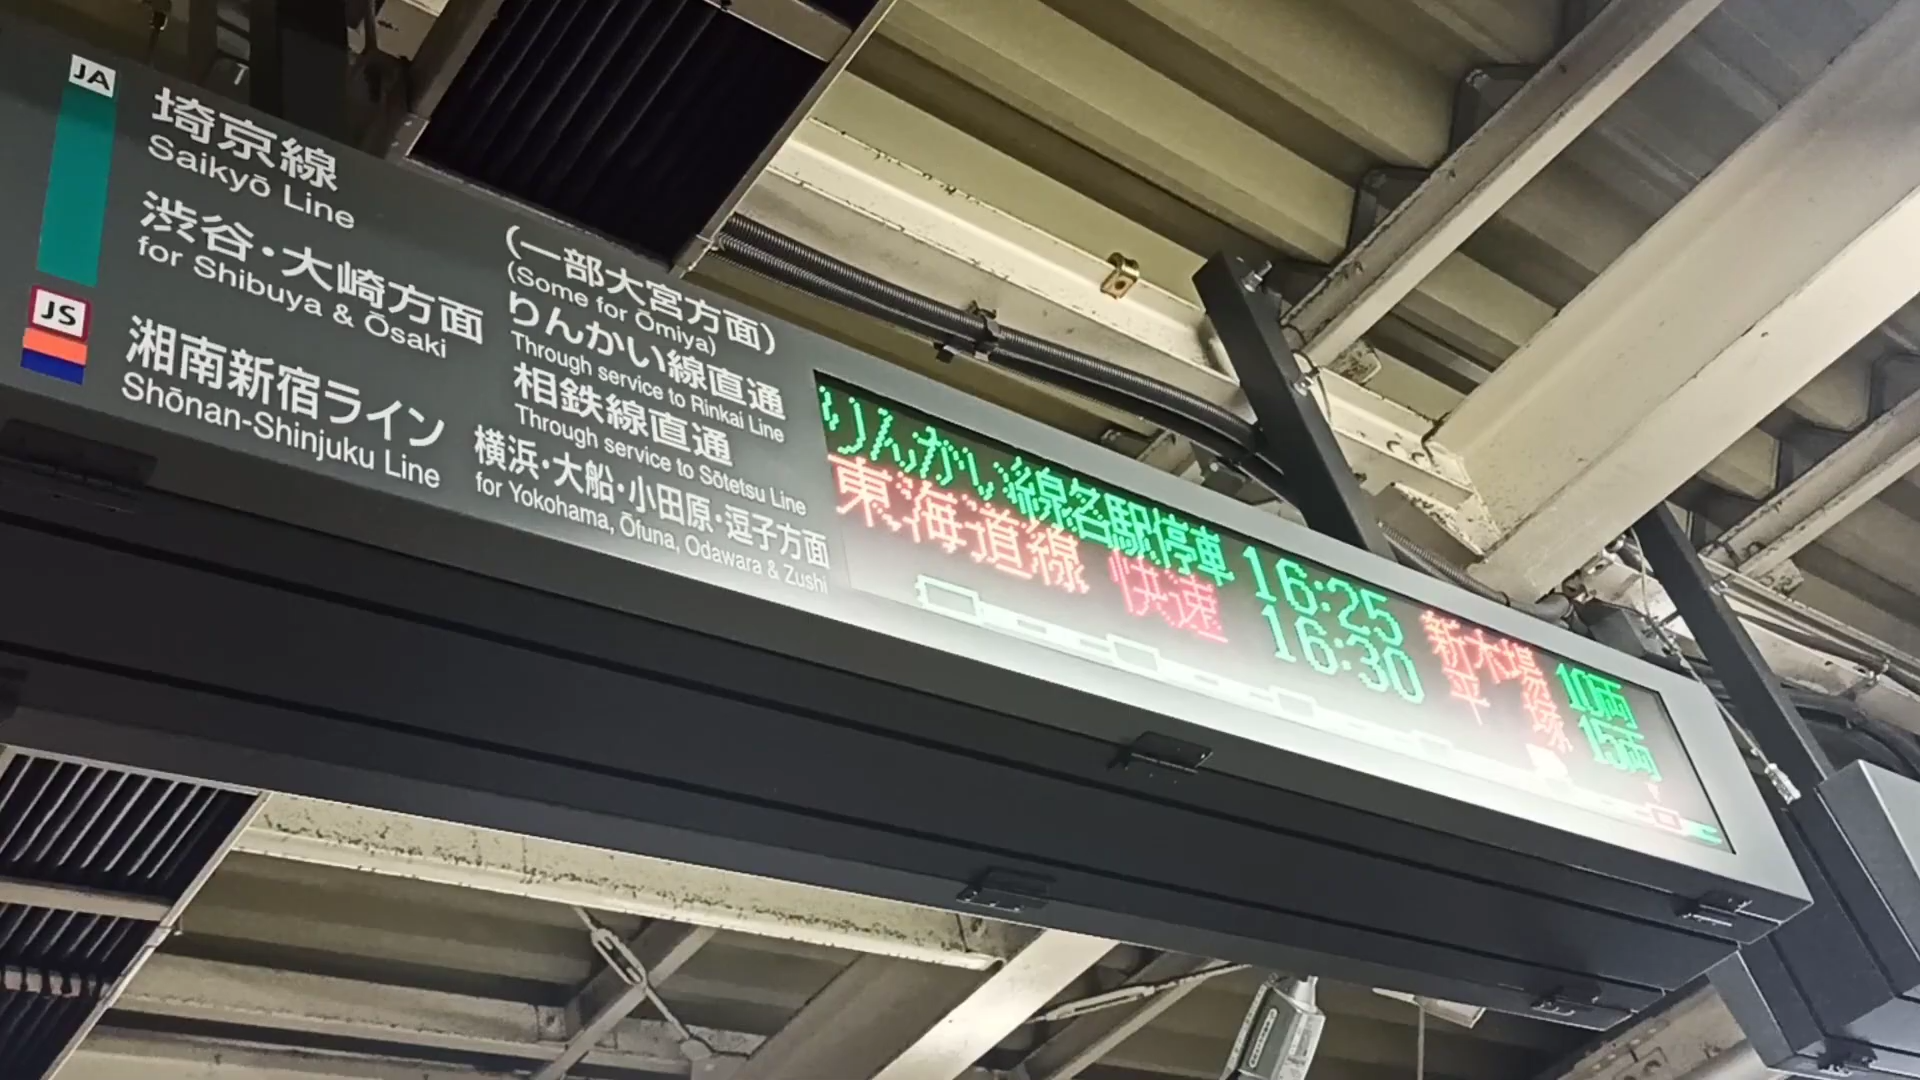 JA
埼京線
Saikyō Line
渋谷・大崎方面
for Shibuya & Ōsaki
JS
湘南新宿ライン
Shōnan-Shinjuku Line
(一部大宮方面)
(Some for Ōmiya)
りんかい線直通
Through service to Rinkai Line
相鉄線直通
Through service to Sōtetsu Line
横浜・大船・小田原・逗子方面
for Yokohama, Ōfuna, Odawara & Zushi
りんかい線各駅停車 16:25 新木場 10両
東海道線 快速 16:30 平塚 15両